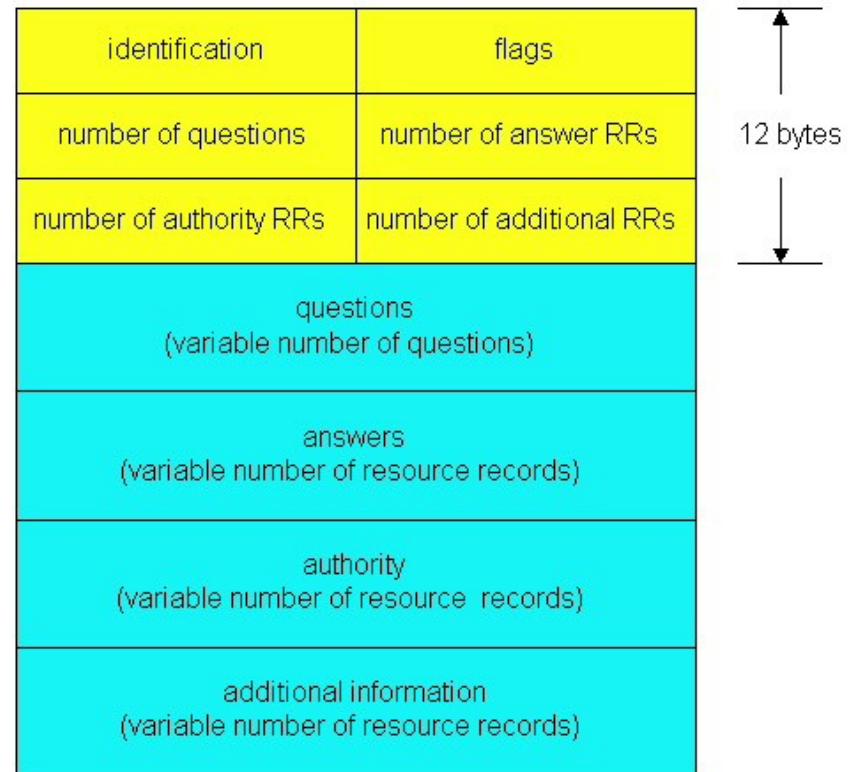 identification
flags
number of questions
number of answer RRs
12 bytes
number of authority RRs
number of additional RRs
questions
(variable number of questions)
answers
(variable number of resource records)
authority
(variable number of resource records)
additional information
(variable number of resource records)